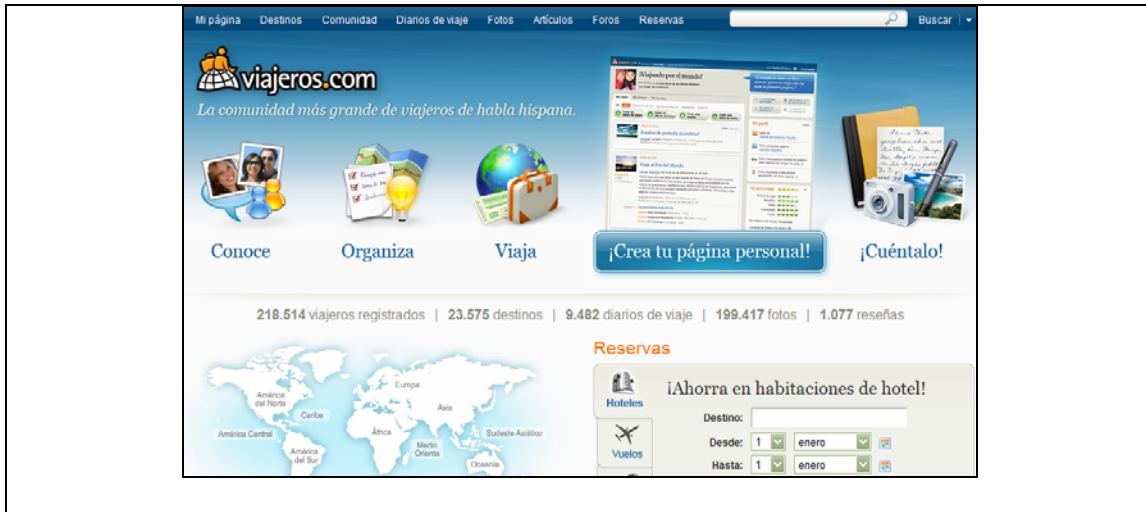 Mi página Destinos Comunidad Diarios de viaje Fotos Artículos Foros Reservas Buscar
viajeros.com
La comunidad más grande de viajeros de habla hispana.
¡Viajando por el mundo!
Conoce Organiza Viaja ¡Crea tu página personal! ¡Cuéntalo!
218.514 viajeros registrados | 23.575 destinos | 9.482 diarios de viaje | 199.417 fotos | 1.077 reseñas
Reservas
Hoteles
Vuelos
¡Ahorra en habitaciones de hotel!
Destino:
Desde: 1 enero
Hasta: 1 enero
América del Norte
Caribe
América Central
América del Sur
Europa
Asia
África
Medio Oriente
Sudeste Asiático
Oceanía